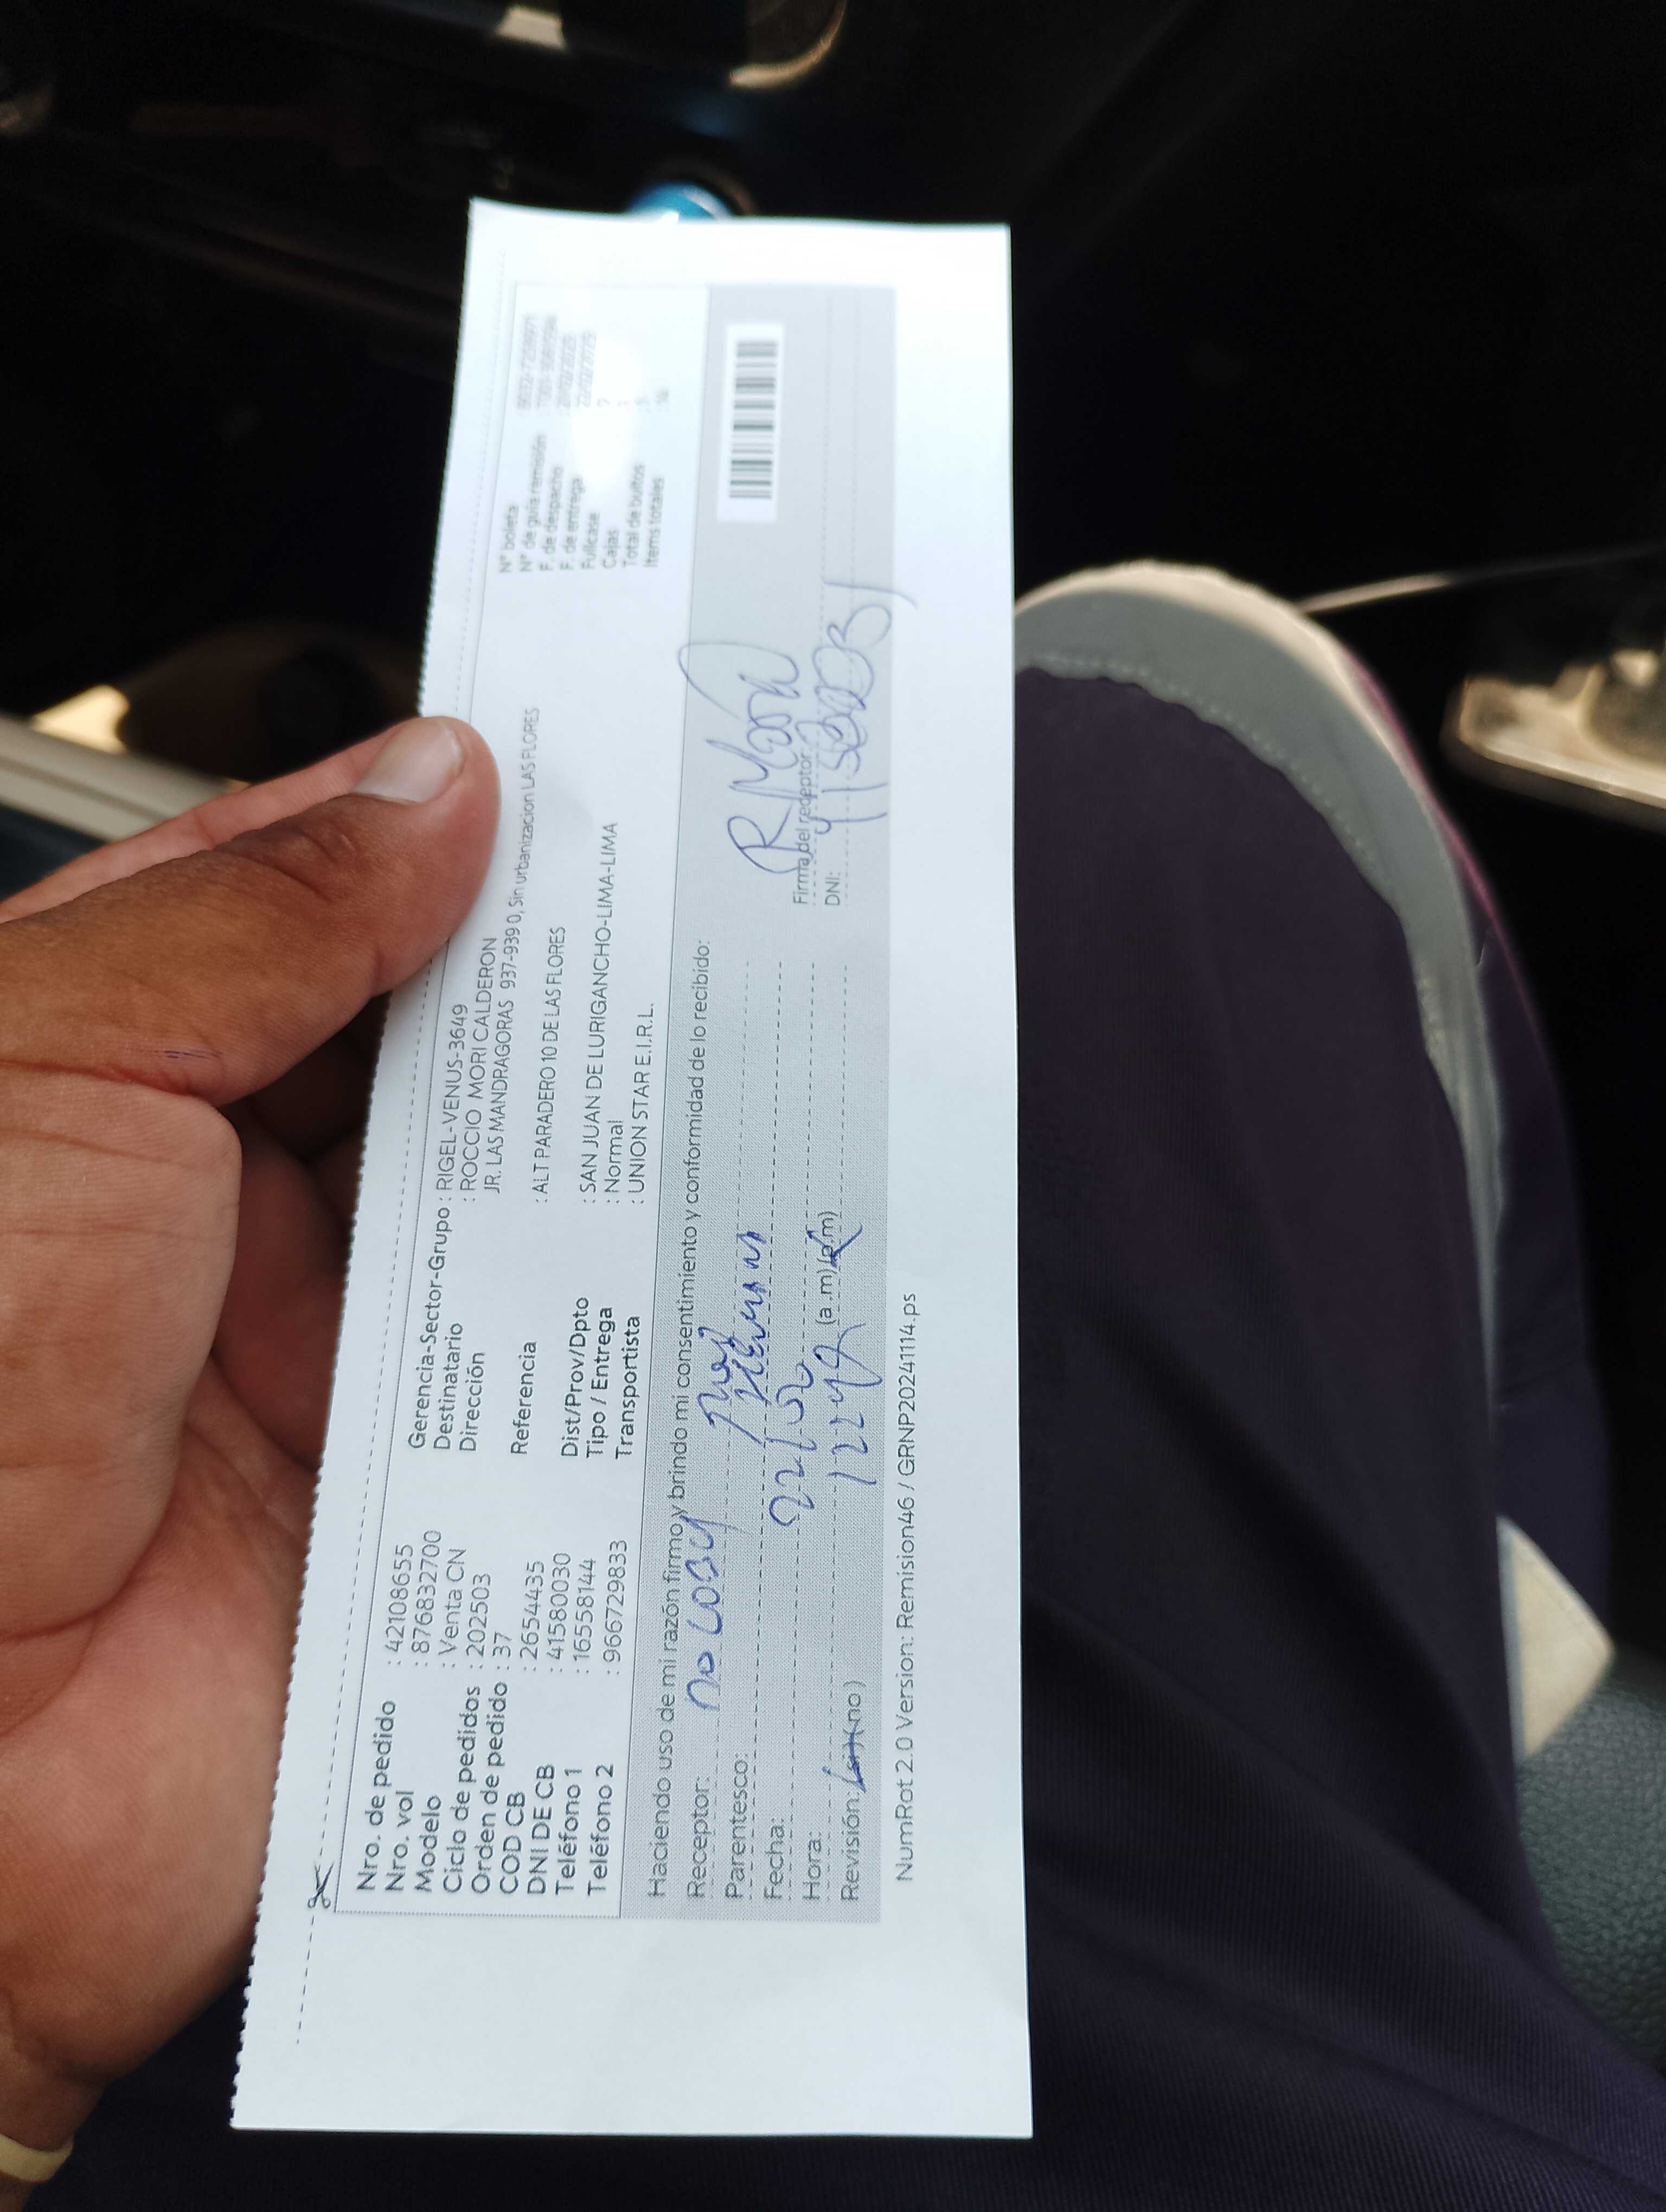 Nro. de pedido : 42108655
Nro. vol : 876832700
Modelo : Venta CN
Ciclo de pedidos : 202503
Orden de pedido : 37
COD CB : 2654435
DNI DE CB : 41580030
Teléfono 1 : 16558144
Teléfono 2 : 966729833
Gerencia-Sector-Grupo : RIGEL-VENUS-3649
Destinatario : ROCCIO MORI CALDERON
Dirección JR. LAS MANDRAGORAS 937-939 0, Sin urbanizacion LAS FLORES
Referencia : ALT PARADERO 10 DE LAS FLORES
Dist/Prov/Dpto : SAN JUAN DE LURIGANCHO-LIMA-LIMA
Tipo / Entrega : Normal
Transportista : UNION STAR E.I.R.L.
N° boleta
N° de guía remisión
F. de despacho
F. de entrega
Fullcase
Cajas
Total de bultos
Items totales
Haciendo uso de mi razón firmo y brindo mi consentimiento y conformidad de lo recibido:
Receptor:
Parentesco:
Fecha: 22/02
Hora: (a.m) (p.m)
Revisión: (si) (no)
Firma del receptor
DNI:
NumRot 2.0 Version: Remision46 / GRNP20241114.ps